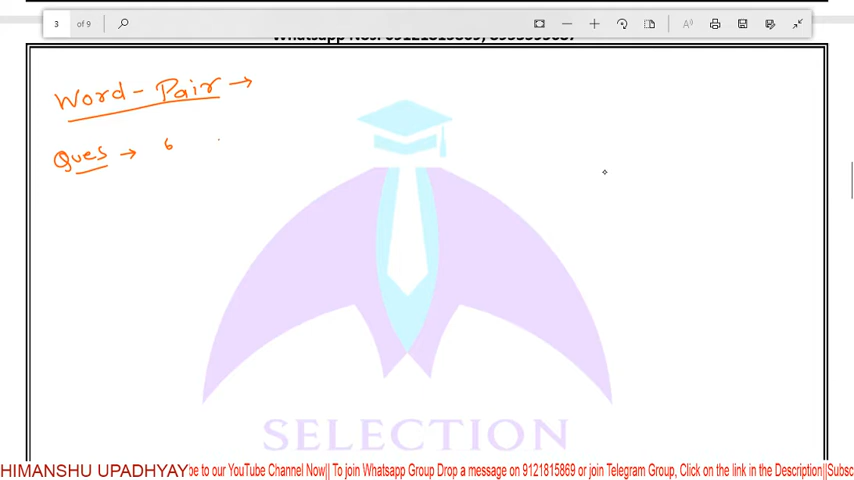 3 of 9
Word - Pair →
Ques → 6
SELECTION
HIMANSHU UPADHYAY be to our YouTube Channel Now|| To join Whatsapp Group Drop a message on 9121815869 or join Telegram Group, Click on the link in the Description||Subsc